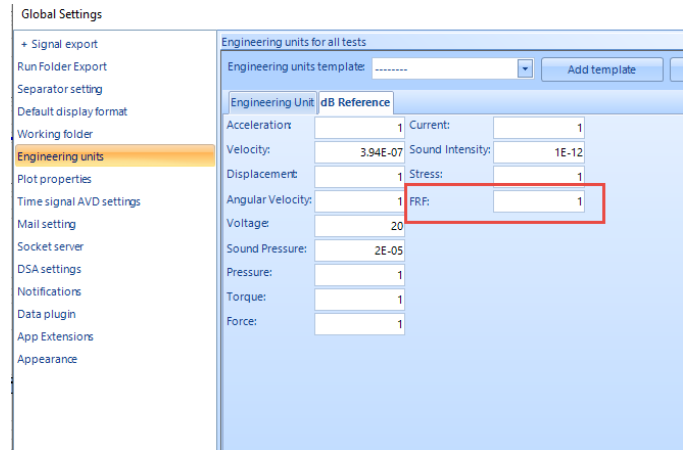 Global Settings
+ Signal export
Run Folder Export
Separator setting
Default display format
Working folder
Engineering units
Plot properties
Time signal AVD settings
Mail setting
Socket server
DSA settings
Notifications
Data plugin
App Extensions
Appearance
Engineering units for all tests
Engineering units template: -------- Add template
Engineering Unit dB Reference
Acceleration: 1 Current: 1
Velocity: 3.94E-07 Sound Intensity: 1E-12
Displacement: 1 Stress: 1
Angular Velocity: 1 FRF: 1
Voltage: 20
Sound Pressure: 2E-05
Pressure: 1
Torque: 1
Force: 1